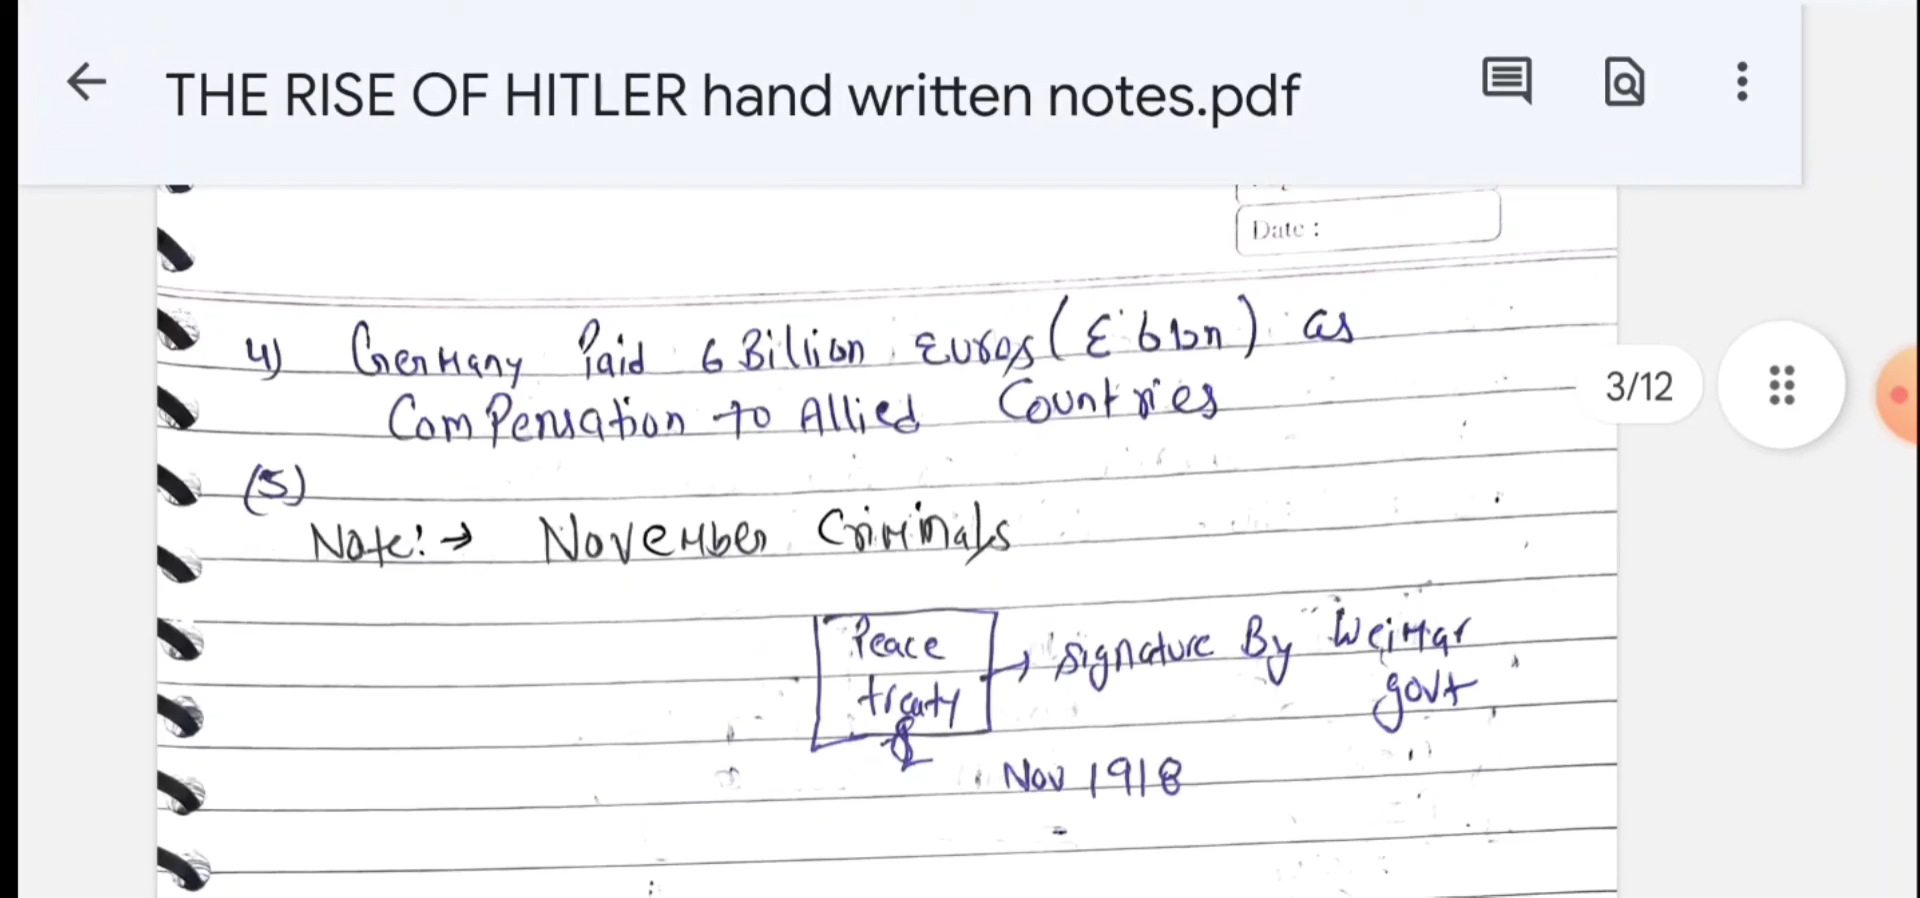 THE RISE OF HITLER hand written notes.pdf
Date :
4) Germany Paid 6 Billion Euros (£ 6bn) as
Compensation to Allied Countries
3/12
(5)
Note:→ November Criminals
Peace treaty → signature By Weimar govt
Nov 1918